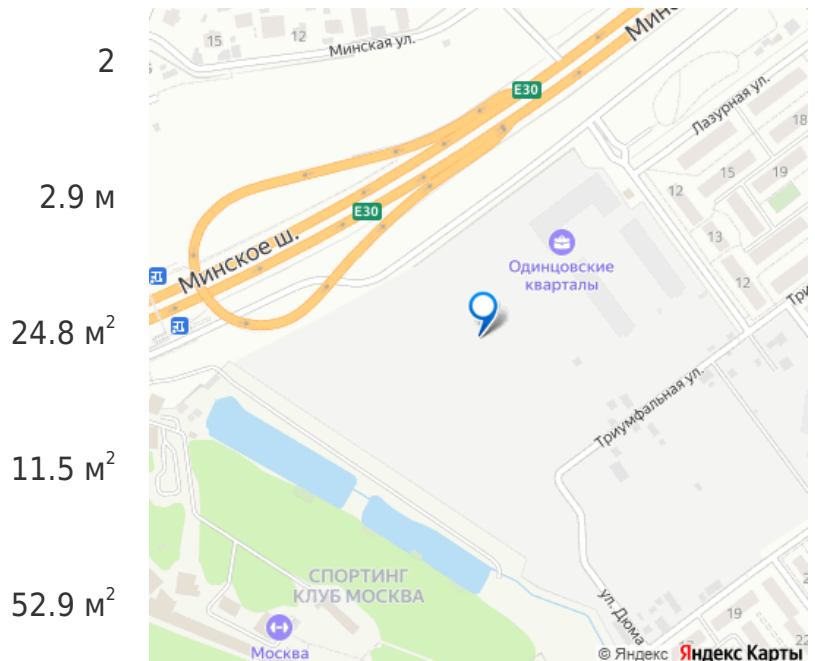 2
2.9 м
24.8 м²
11.5 м²
52.9 м²
15
12
Минская ул.
E30
Лазурная ул.
18
15
19
12
E30
Минское ш.
13
Одинцовские
кварталы
12
Триумфальная ул.
СПОРТИНГ
КЛУБ МОСКВА
ул. Дюма
19
Москва
© Яндекс Яндекс Карты